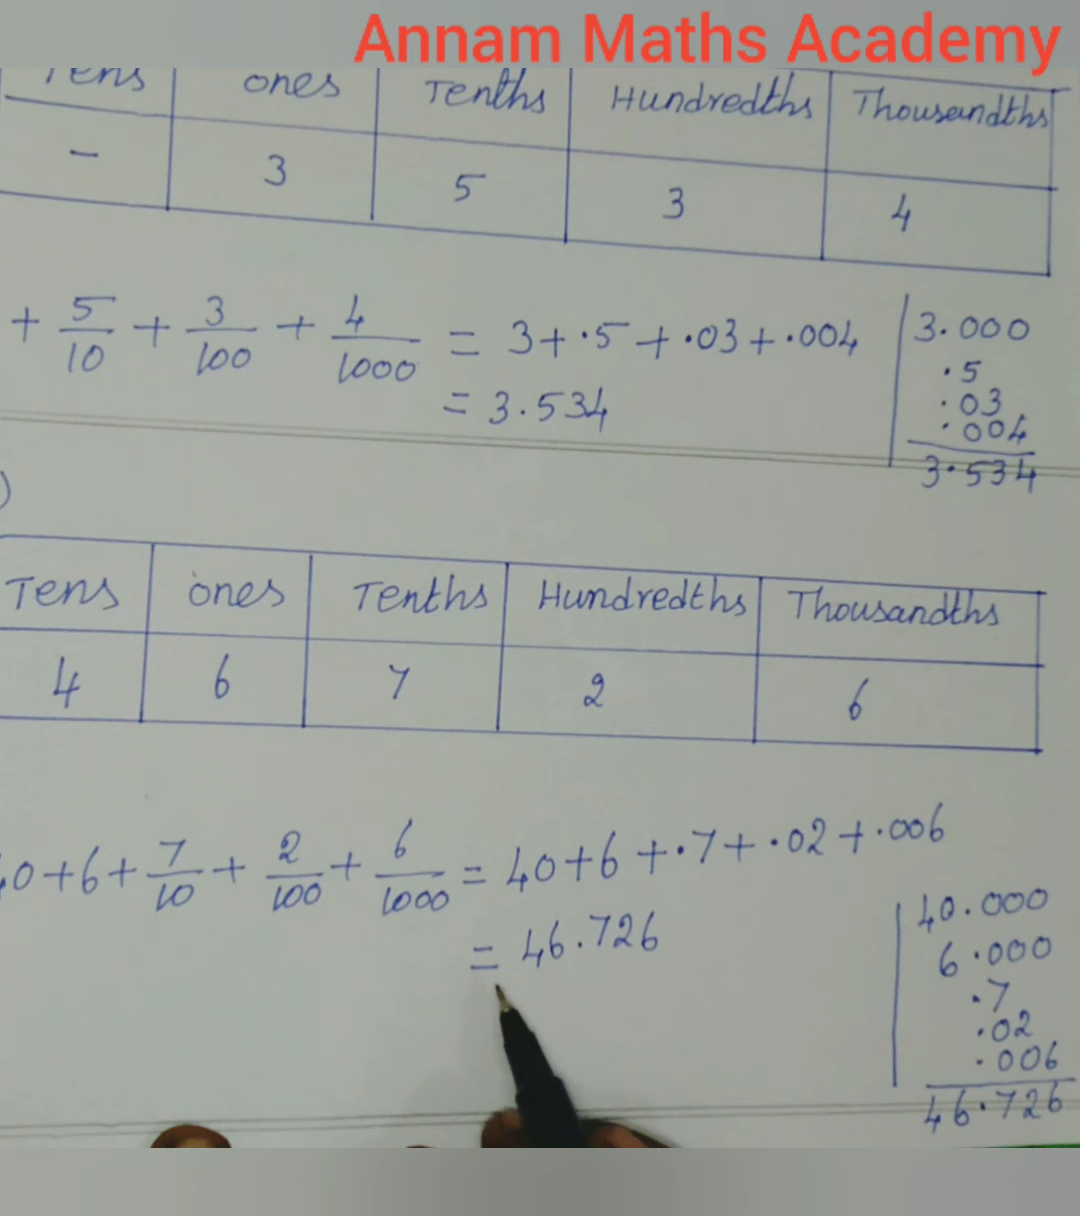 Annam Maths Academy
Tens ones Tenths Hundredths Thousandths
- 3 5 3 4
+ 5/10 + 3/100 + 4/1000 = 3+.5+.03+.004
= 3.534
3.000
.5
.03
.004
3.534
)
Tens ones Tenths Hundredths Thousandths
4 6 7 2 6
40+6+ 7/10 + 2/100 + 6/1000 = 40+6+.7+.02+.006
= 46.726
40.000
6.000
.7
.02
.006
46.726